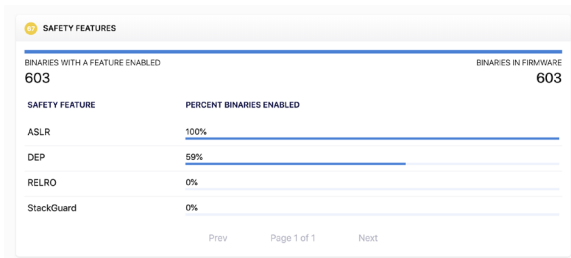 67 SAFETY FEATURES
BINARIES WITH A FEATURE ENABLED BINARIES IN FIRMWARE
603 603
SAFETY FEATURE PERCENT BINARIES ENABLED
ASLR 100%
DEP 59%
RELRO 0%
StackGuard 0%
Prev Page 1 of 1 Next